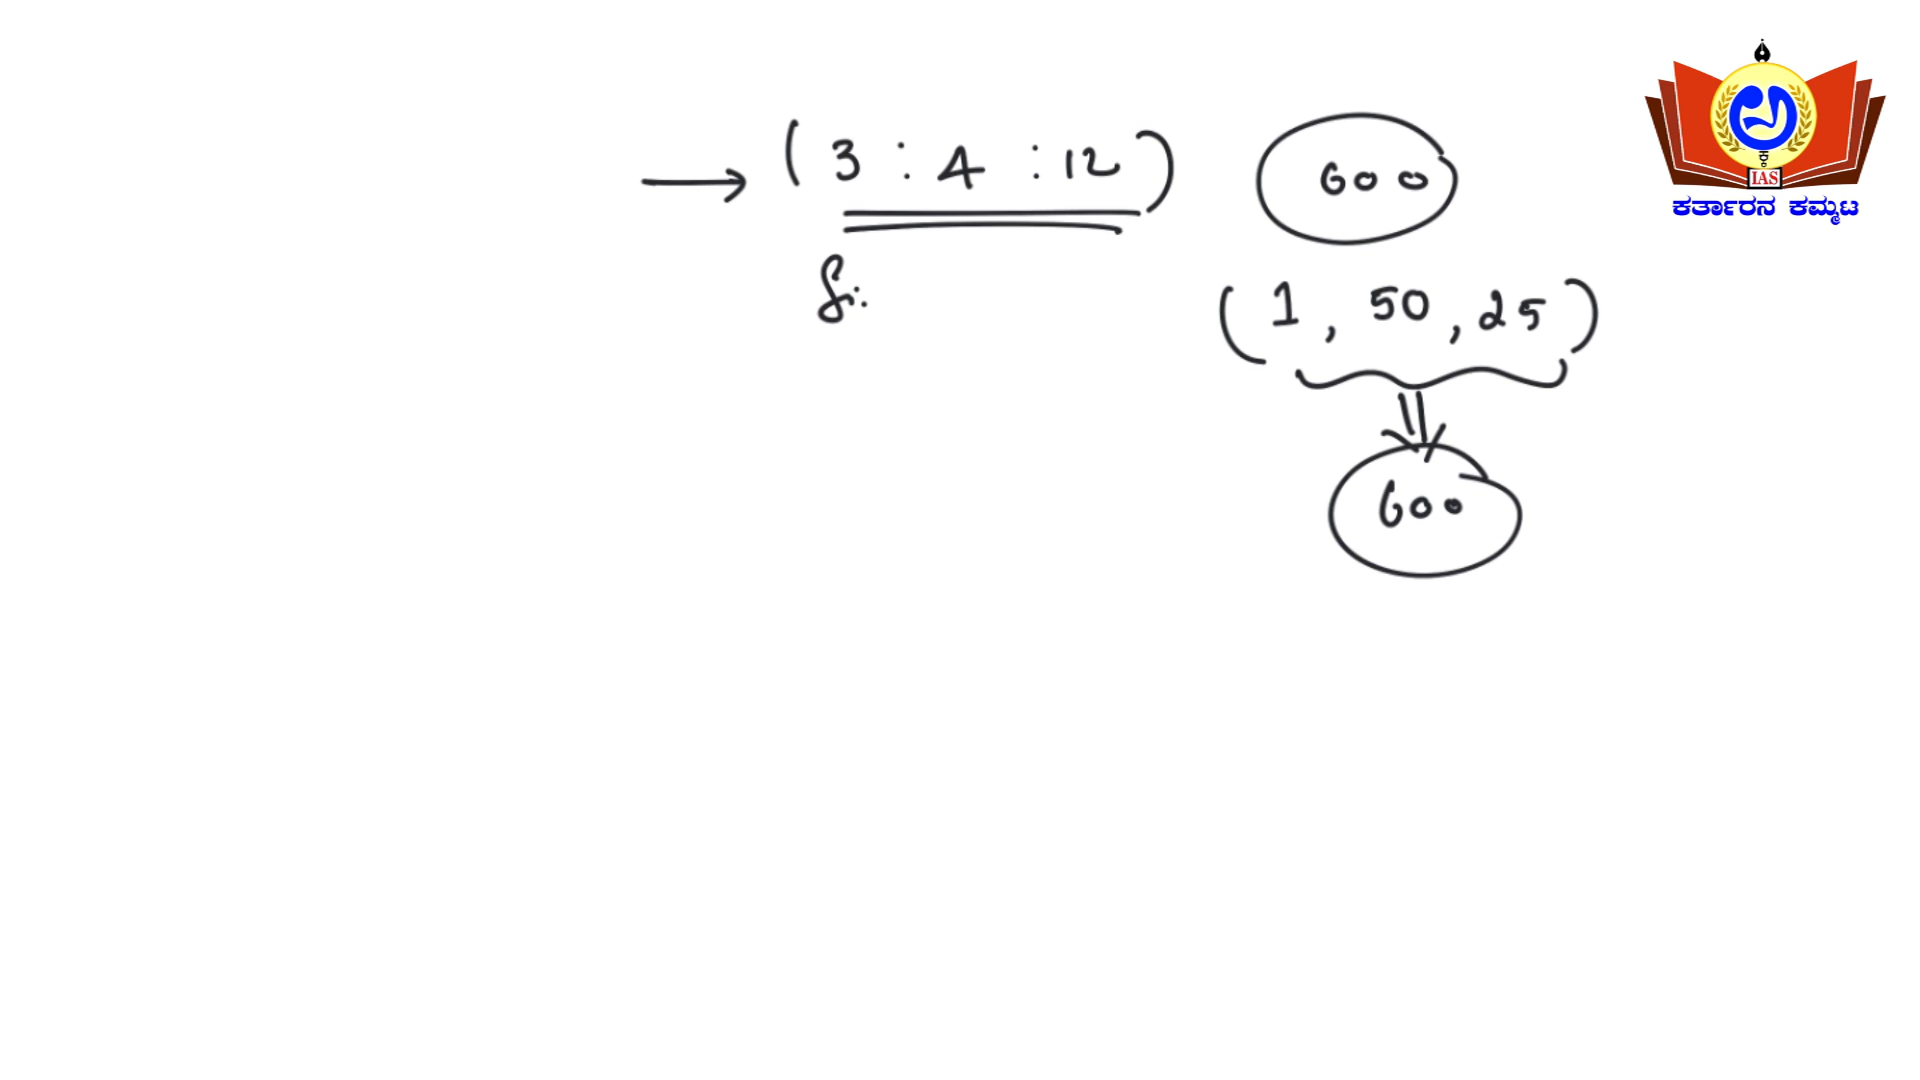 → (3 : 4 : 12) 600
(1, 50, 25)
600
IAS
ಕರ್ತಾರನ ಕಮ್ಮಟ